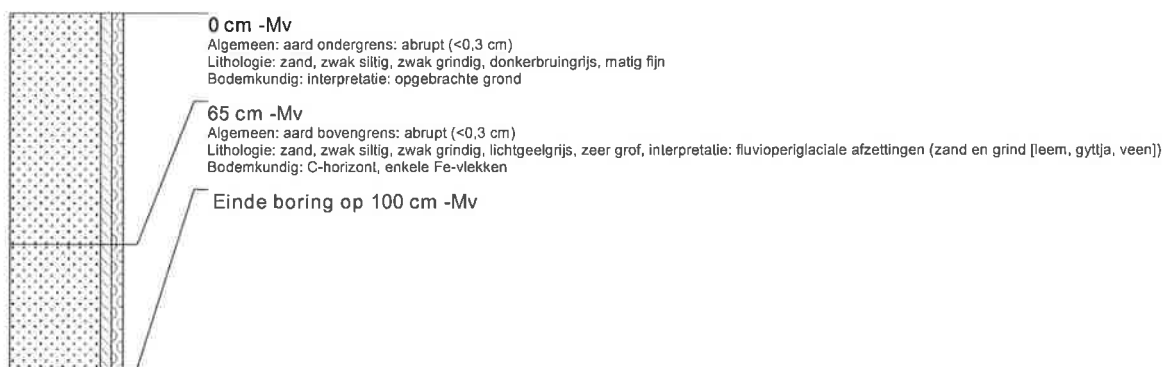 0 cm -Mv
Algemeen: aard ondergrens: abrupt (<0,3 cm)
Lithologie: zand, zwak siltig, zwak grindig, donkerbruingrijs, matig fijn
Bodemkundig: interpretatie: opgebrachte grond
65 cm -Mv
Algemeen: aard bovengrens: abrupt (<0,3 cm)
Lithologie: zand, zwak siltig, zwak grindig, lichtgeelgrijs, zeer grof, interpretatie: fluvioperiglaciale afzettingen (zand en grind [leem, gyttja, veen])
Bodemkundig: C-horizont, enkele Fe-vlekken
Einde boring op 100 cm -Mv